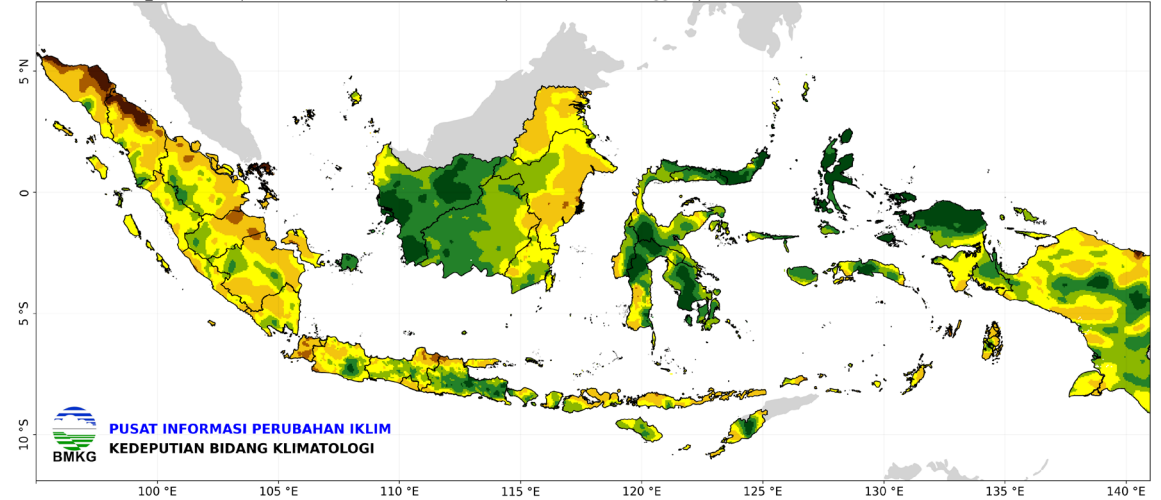 5 °N
0
5 °S
10 °S
BMKG
PUSAT INFORMASI PERUBAHAN IKLIM
KEDEPUTIAN BIDANG KLIMATOLOGI
100 °E
105 °E
110 °E
115 °E
120 °E
125 °E
130 °E
135 °E
140 °E